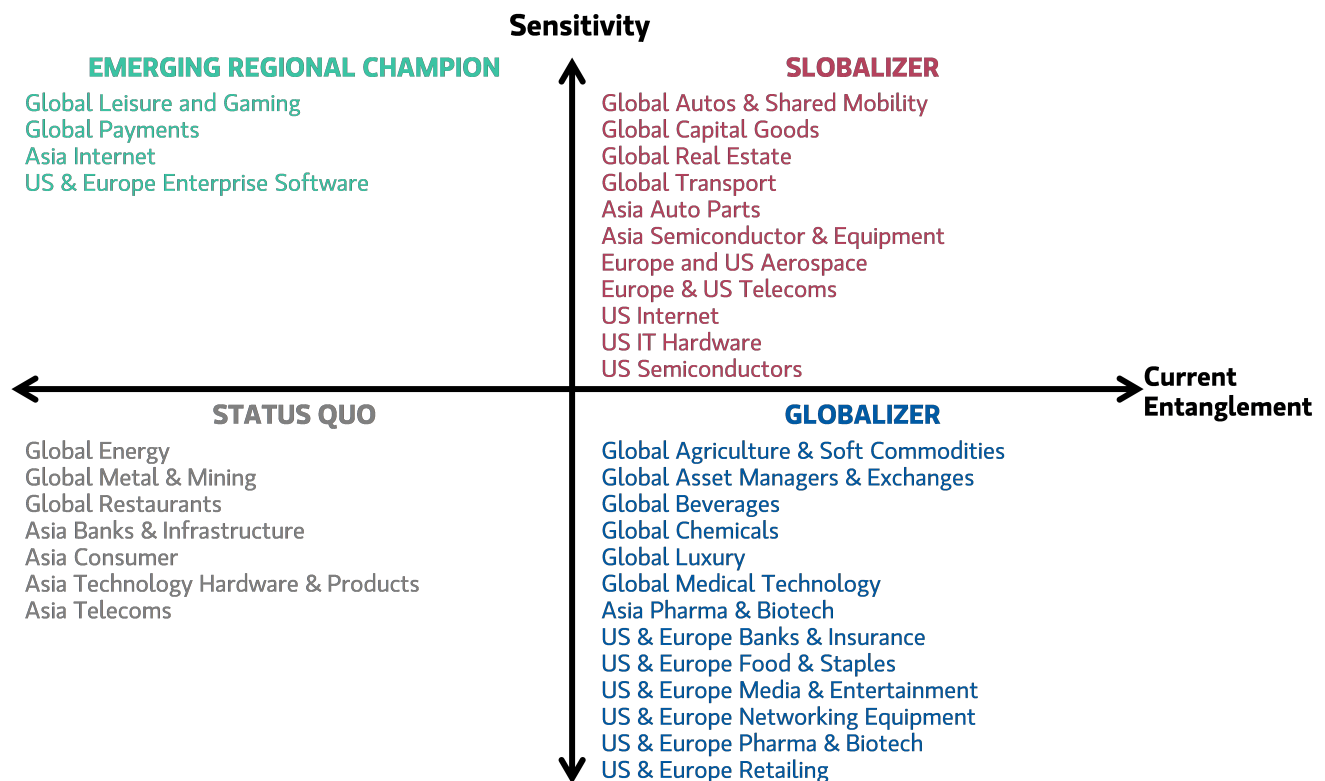 Sensitivity
EMERGING REGIONAL CHAMPION
Global Leisure and Gaming
Global Payments
Asia Internet
US & Europe Enterprise Software
SLOBALIZER
Global Autos & Shared Mobility
Global Capital Goods
Global Real Estate
Global Transport
Asia Auto Parts
Asia Semiconductor & Equipment
Europe and US Aerospace
Europe & US Telecoms
US Internet
US IT Hardware
US Semiconductors
Current
Entanglement
STATUS QUO
Global Energy
Global Metal & Mining
Global Restaurants
Asia Banks & Infrastructure
Asia Consumer
Asia Technology Hardware & Products
Asia Telecoms
GLOBALIZER
Global Agriculture & Soft Commodities
Global Asset Managers & Exchanges
Global Beverages
Global Chemicals
Global Luxury
Global Medical Technology
Asia Pharma & Biotech
US & Europe Banks & Insurance
US & Europe Food & Staples
US & Europe Media & Entertainment
US & Europe Networking Equipment
US & Europe Pharma & Biotech
US & Europe Retailing